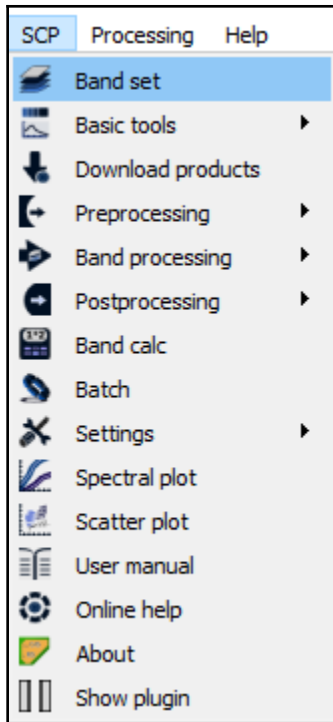 SCP Processing Help
Band set
Basic tools
Download products
Preprocessing
Band processing
Postprocessing
Band calc
Batch
Settings
Spectral plot
Scatter plot
User manual
Online help
About
Show plugin